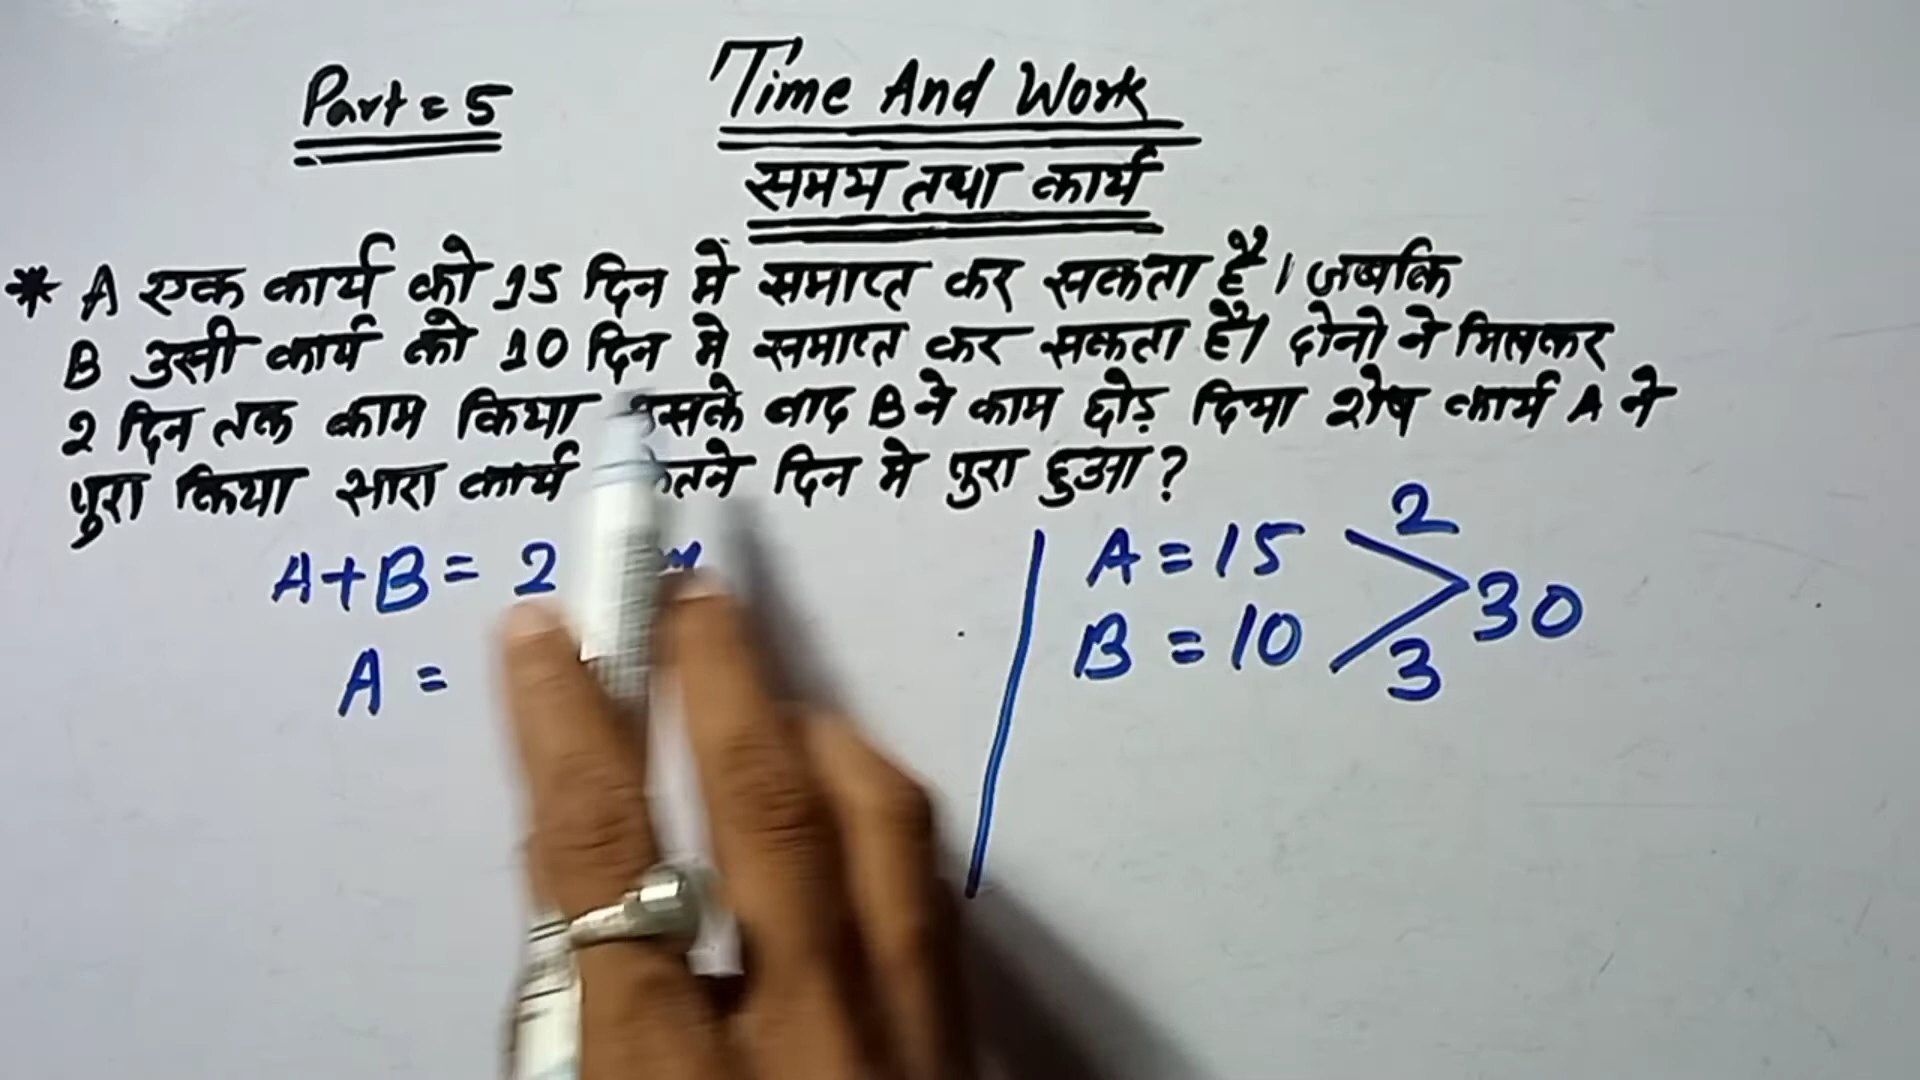 Part = 5
Time And Work
समय तथा कार्य
* A एक कार्य को 15 दिन मे समाप्त कर सकता है। जबकि
B उसी कार्य को 10 दिन मे समाप्त कर सकता है। दोनो ने मिलकर
2 दिन तक काम किया उसके बाद B ने काम छोड़ दिया शेष कार्य A ने
पुरा किया सारा कार्य दिन मे पुरा हुआ ?
A+B = 2
A =
A = 15
B = 10
2
3
30